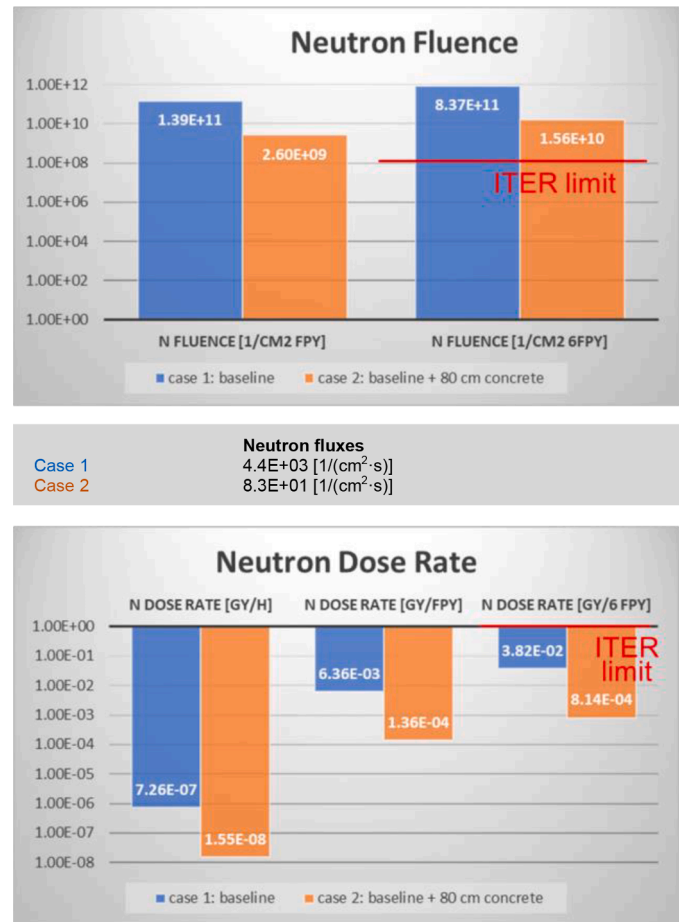 Neutron Fluence
1.00E+12
1.00E+10
1.00E+08
1.00E+06
1.00E+04
1.00E+02
1.00E+00
1.39E+11
2.60E+09
8.37E+11
1.56E+10
ITER limit
N FLUENCE [1/CM2 FPY]
N FLUENCE [1/CM2 6FPY]
case 1: baseline
case 2: baseline + 80 cm concrete
Neutron fluxes
Case 1 4.4E+03 [1/(cm²·s)]
Case 2 8.3E+01 [1/(cm²·s)]
Neutron Dose Rate
N DOSE RATE [GY/H]
N DOSE RATE [GY/FPY]
N DOSE RATE [GY/6 FPY]
1.00E+00
1.00E-01
1.00E-02
1.00E-03
1.00E-04
1.00E-05
1.00E-06
1.00E-07
1.00E-08
7.26E-07
1.55E-08
6.36E-03
1.36E-04
3.82E-02
8.14E-04
ITER
limit
case 1: baseline
case 2: baseline + 80 cm concrete